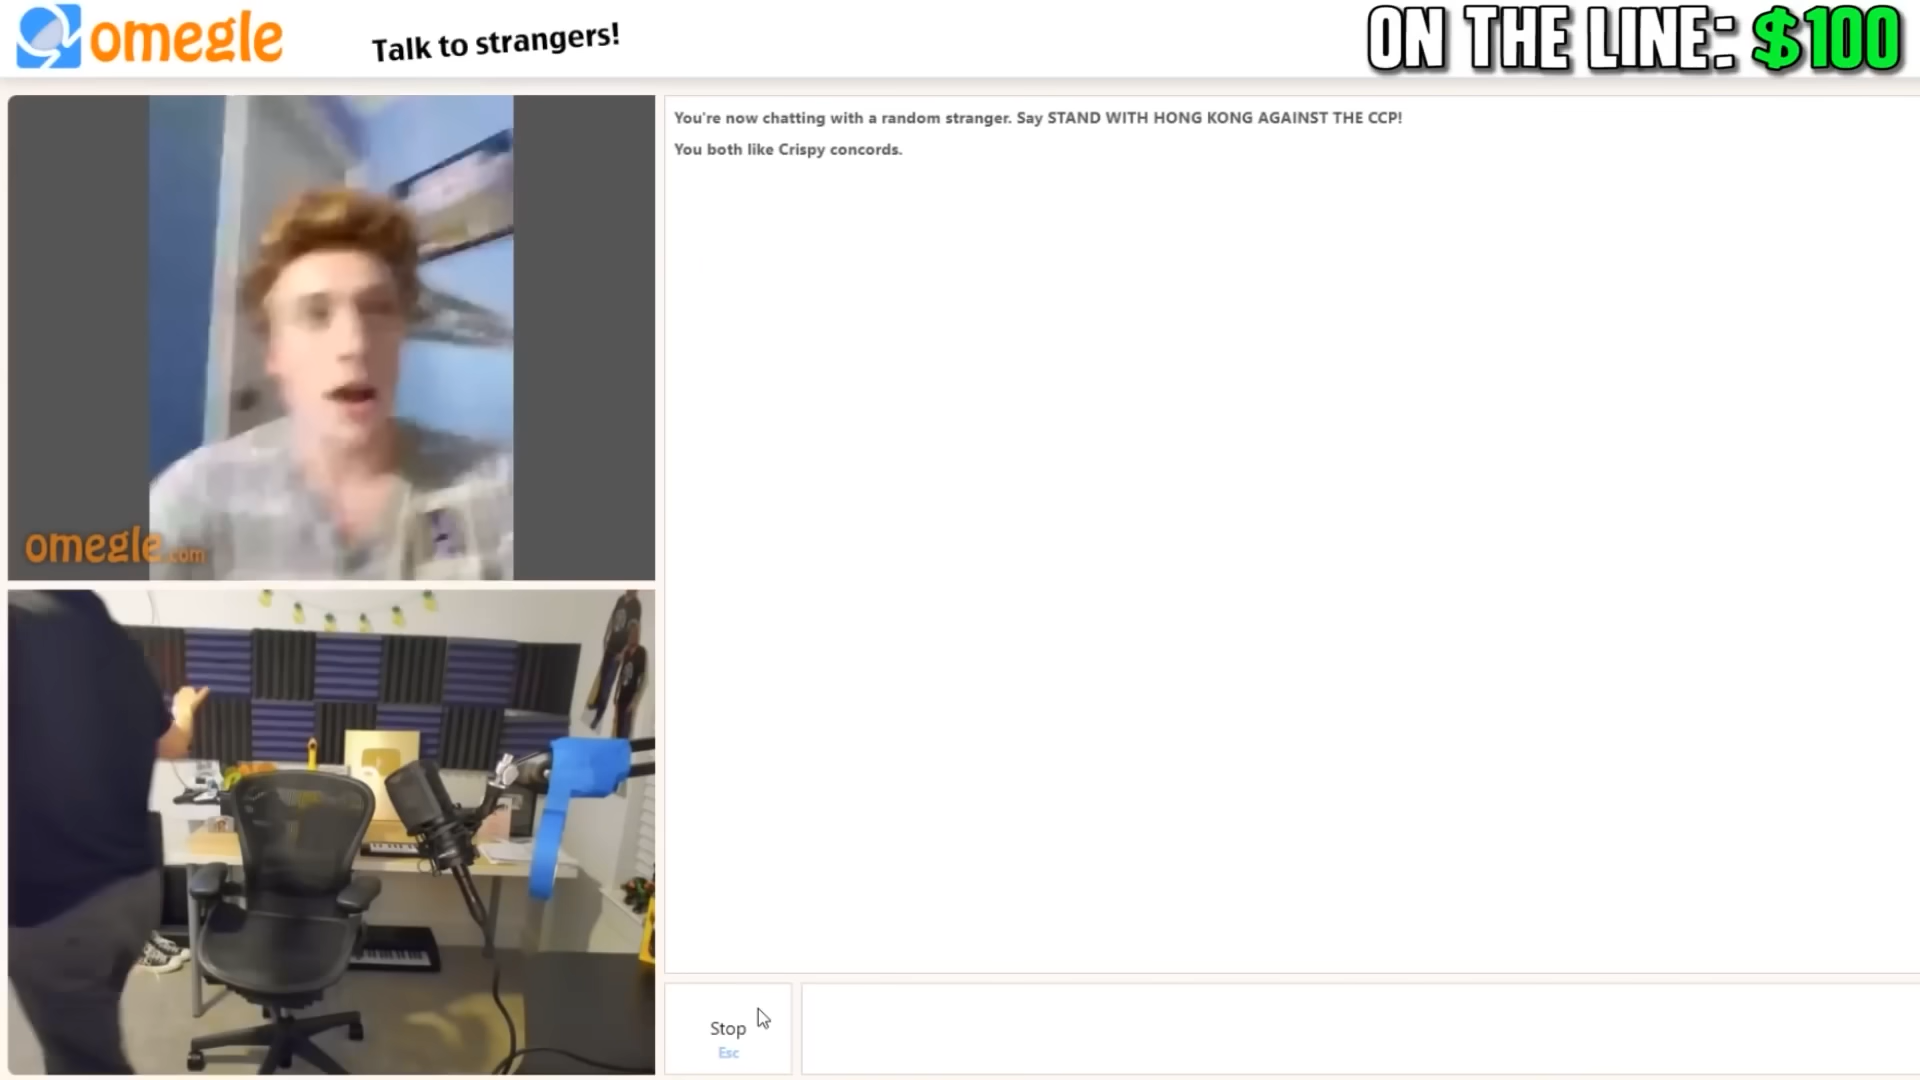 omegle
Talk to strangers!
ON THE LINE: $100
You're now chatting with a random stranger. Say STAND WITH HONG KONG AGAINST THE CCP!
You both like Crispy concords.
omegle.com
Stop
Esc